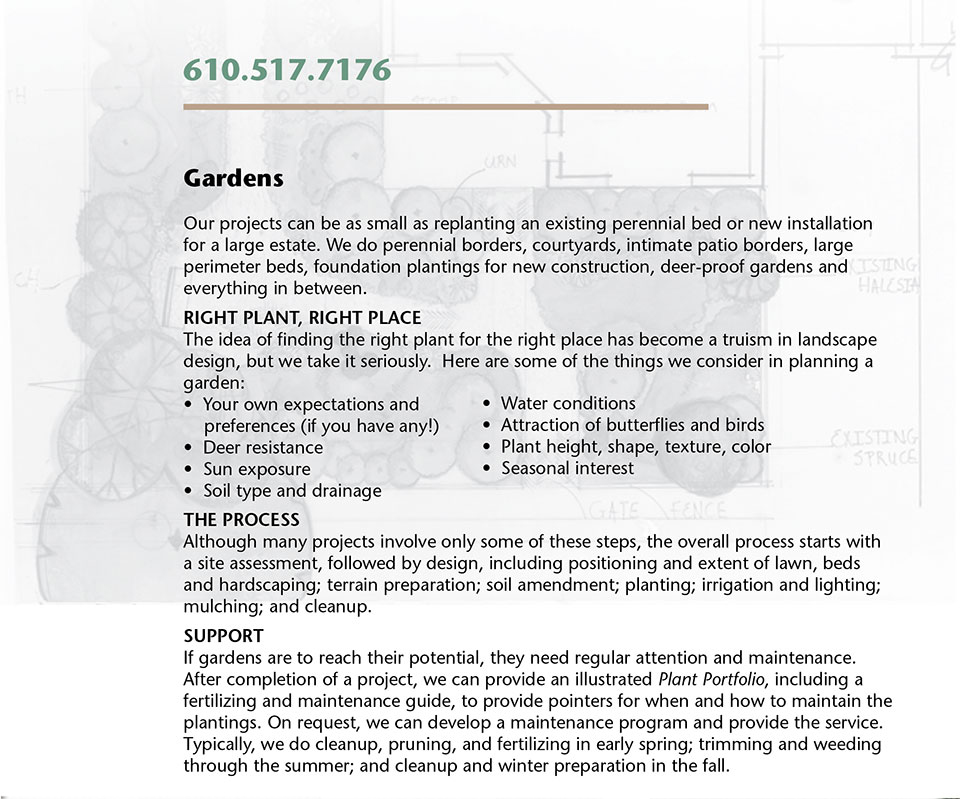 610.517.7176
TH
STOOP
URN
Gardens
Our projects can be as small as replanting an existing perennial bed or new installation
for a large estate. We do perennial borders, courtyards, intimate patio borders, large
perimeter beds, foundation plantings for new construction, deer-proof gardens and
everything in between.
EXISTING
HALESIA
CH
RIGHT PLANT, RIGHT PLACE
The idea of finding the right plant for the right place has become a truism in landscape
design, but we take it seriously.  Here are some of the things we consider in planning a
garden:
• Your own expectations and
preferences (if you have any!)
• Deer resistance
• Sun exposure
• Soil type and drainage
• Water conditions
• Attraction of butterflies and birds
• Plant height, shape, texture, color
• Seasonal interest
EXISTING
SPRUCE
GATE FENCE
THE PROCESS
Although many projects involve only some of these steps, the overall process starts with
a site assessment, followed by design, including positioning and extent of lawn, beds
and hardscaping; terrain preparation; soil amendment; planting; irrigation and lighting;
mulching; and cleanup.
SUPPORT
If gardens are to reach their potential, they need regular attention and maintenance.
After completion of a project, we can provide an illustrated Plant Portfolio, including a
fertilizing and maintenance guide, to provide pointers for when and how to maintain the
plantings. On request, we can develop a maintenance program and provide the service.
Typically, we do cleanup, pruning, and fertilizing in early spring; trimming and weeding
through the summer; and cleanup and winter preparation in the fall.